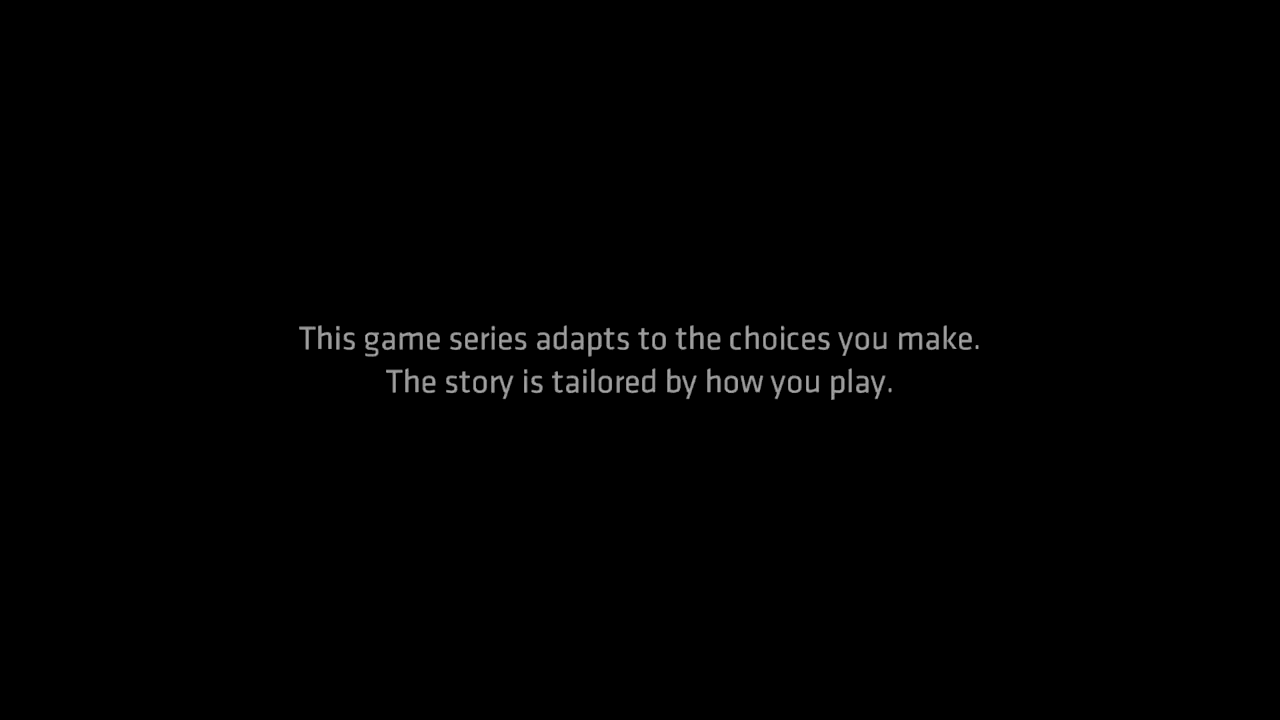 This game series adapts to the choices you make.
The story is tailored by how you play.